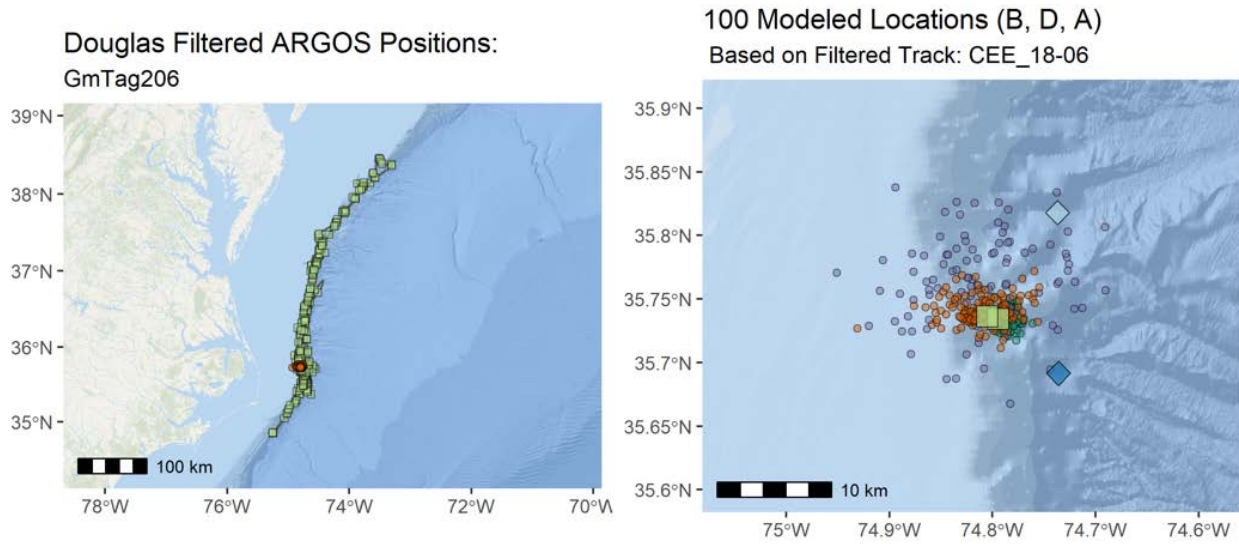 Douglas Filtered ARGOS Positions:
GmTag206
39°N
38°N
37°N
36°N
35°N
100 km
78°W
76°W
74°W
72°W
70°W
100 Modeled Locations (B, D, A)
Based on Filtered Track: CEE_18-06
35.9°N
35.85°N
35.8°N
35.75°N
35.7°N
35.65°N
35.6°N
10 km
75°W
74.9°W
74.8°W
74.7°W
74.6°W